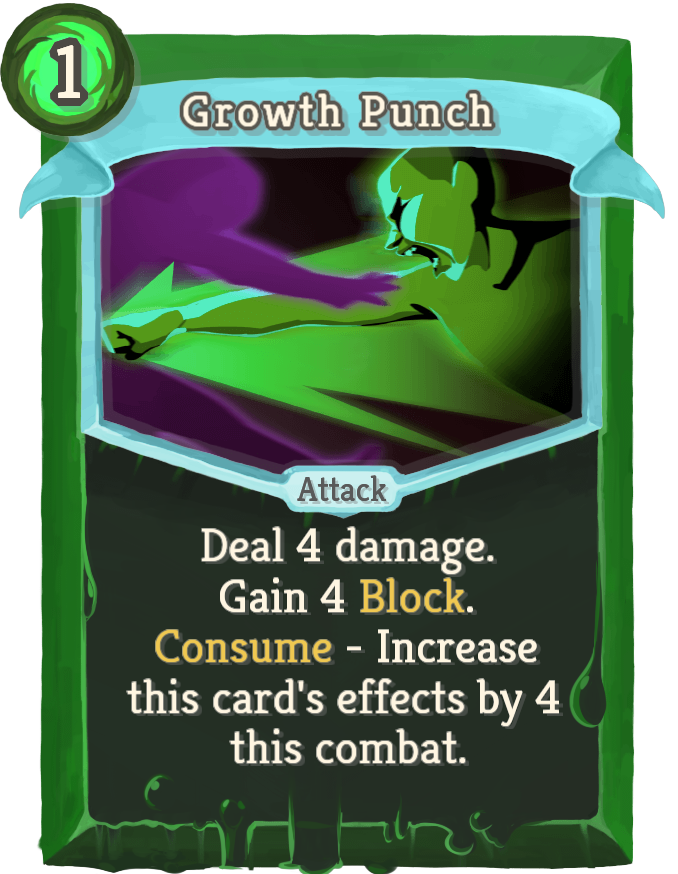 1
Growth Punch
Attack
Deal 4 damage.
Gain 4 Block.
Consume - Increase
this card's effects by 4
this combat.